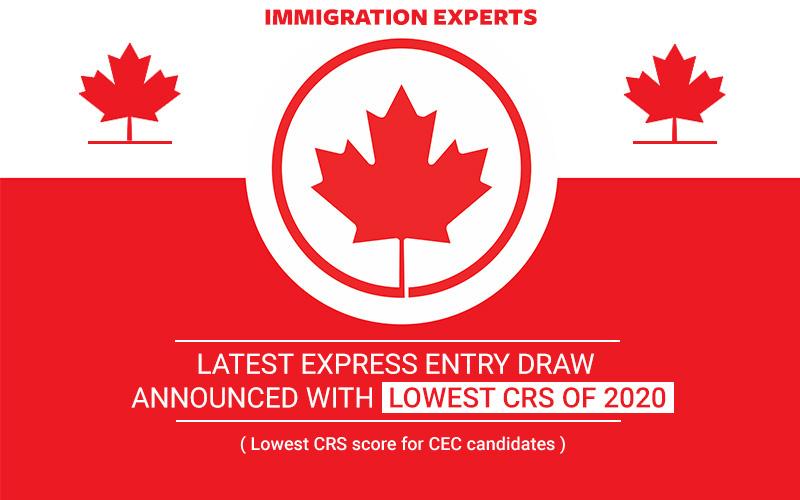 IMMIGRATION EXPERTS
LATEST EXPRESS ENTRY DRAW
ANNOUNCED WITH LOWEST CRS OF 2020
( Lowest CRS score for CEC candidates )